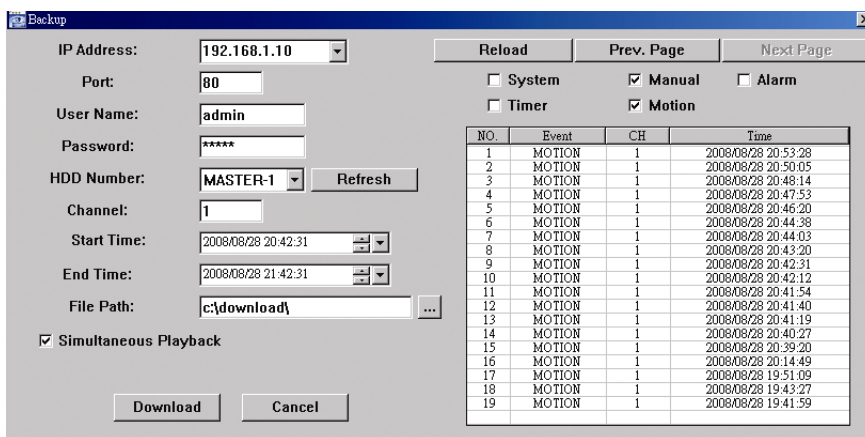 Backup
IP Address: 192.168.1.10
Port: 80
User Name: admin
Password: *****
HDD Number: MASTER-1 Refresh
Channel: 1
Start Time: 2008/08/28 20:42:31
End Time: 2008/08/28 21:42:31
File Path: c:\download\ ...
Simultaneous Playback
Download Cancel
Reload Prev. Page Next Page
System Manual Alarm
Timer Motion
NO. Event CH Time
1 MOTION 1 2008/08/28 20:53:28
2 MOTION 1 2008/08/28 20:50:05
3 MOTION 1 2008/08/28 20:48:14
4 MOTION 1 2008/08/28 20:47:53
5 MOTION 1 2008/08/28 20:46:20
6 MOTION 1 2008/08/28 20:44:38
7 MOTION 1 2008/08/28 20:44:03
8 MOTION 1 2008/08/28 20:43:20
9 MOTION 1 2008/08/28 20:42:31
10 MOTION 1 2008/08/28 20:42:12
11 MOTION 1 2008/08/28 20:41:54
12 MOTION 1 2008/08/28 20:41:40
13 MOTION 1 2008/08/28 20:41:19
14 MOTION 1 2008/08/28 20:40:27
15 MOTION 1 2008/08/28 20:39:20
16 MOTION 1 2008/08/28 20:14:49
17 MOTION 1 2008/08/28 19:51:09
18 MOTION 1 2008/08/28 19:43:27
19 MOTION 1 2008/08/28 19:41:59